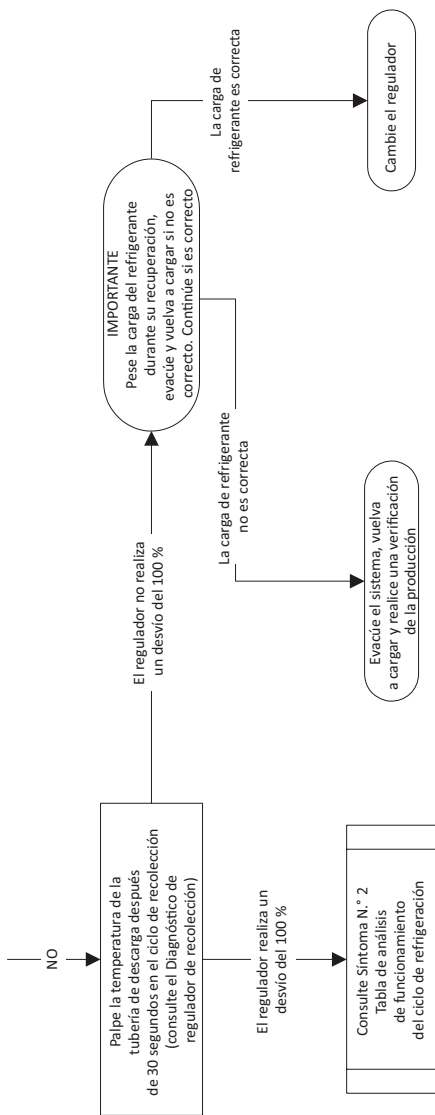 NO
Palpe la temperatura de la
tubería de descarga después
de 30 segundos en el ciclo de recolección
(consulte el Diagnóstico de
regulador de recolección)
El regulador no realiza
un desvío del 100 %
IMPORTANTE
Pese la carga del refrigerante
durante su recuperación,
evacúe y vuelva a cargar si no es
correcto. Continúe si es correcto
La carga de
refrigerante es correcta
Cambie el regulador
La carga de refrigerante
no es correcta
Evacúe el sistema, vuelva
a cargar y realice una verificación
de la producción
El regulador realiza un
desvío del 100 %
Consulte Síntoma N.° 2
Tabla de análisis
de funcionamiento
del ciclo de refrigeración